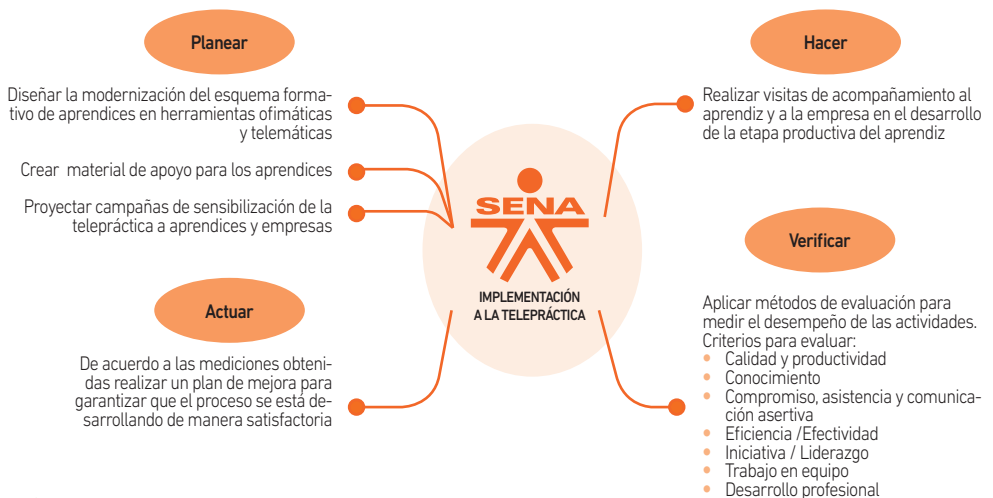 Planear
Diseñar la modernización del esquema forma-
tivo de aprendices en herramientas ofimáticas
y telemáticas
Crear material de apoyo para los aprendices
Proyectar campañas de sensibilización de la
telepráctica a aprendices y empresas
Hacer
Realizar visitas de acompañamiento al
aprendiz y a la empresa en el desarrollo
de la etapa productiva del aprendiz
SENA
IMPLEMENTACIÓN
A LA TELEPRÁCTICA
Actuar
De acuerdo a las mediciones obteni-
das realizar un plan de mejora para
garantizar que el proceso se está de-
sarrollando de manera satisfactoria
Verificar
Aplicar métodos de evaluación para
medir el desempeño de las actividades.
Criterios para evaluar:
• Calidad y productividad
• Conocimiento
• Compromiso, asistencia y comunica-
ción asertiva
• Eficiencia /Efectividad
• Iniciativa / Liderazgo
• Trabajo en equipo
• Desarrollo profesional